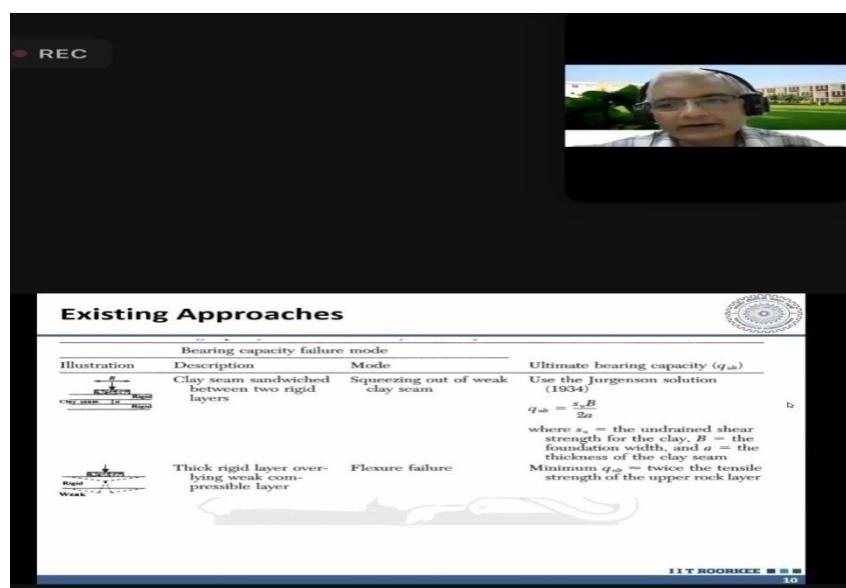 REC
Existing Approaches
Bearing capacity failure mode
Illustration Description Mode Ultimate bearing capacity (q_ult)
B
Rigid
Clay seam
Rigid
Clay seam sandwiched
between two rigid
layers
Squeezing out of weak
clay seam
Use the Jurgenson solution
(1934)
q_ult = s_u B / 2a
where s_u = the undrained shear
strength for the clay, B = the
foundation width, and a = the
thickness of the clay seam
Rigid
Weak
Thick rigid layer over-
lying weak com-
pressible layer
Flexure failure
Minimum q_ult ≈ twice the tensile
strength of the upper rock layer
IIT ROORKEE
10